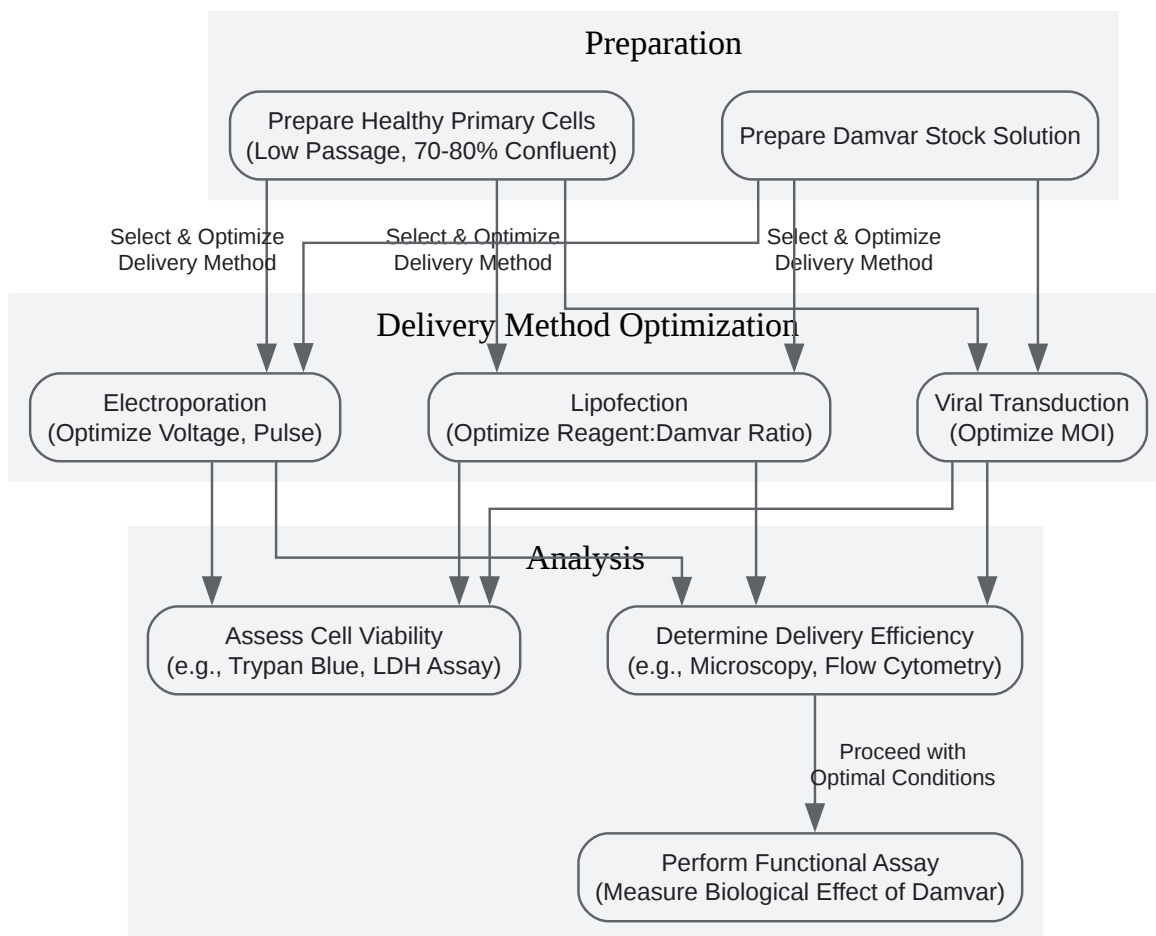 Preparation
Prepare Healthy Primary Cells
(Low Passage, 70-80% Confluent)
Prepare Damvar Stock Solution
Select & Optimize
Delivery Method
Select & Optimize
Delivery Method
Select & Optimize
Delivery Method
Delivery Method Optimization
Electroporation
(Optimize Voltage, Pulse)
Lipofection
(Optimize Reagent:Damvar Ratio)
Viral Transduction
(Optimize MOI)
Analysis
Assess Cell Viability
(e.g., Trypan Blue, LDH Assay)
Determine Delivery Efficiency
(e.g., Microscopy, Flow Cytometry)
Proceed with
Optimal Conditions
Perform Functional Assay
(Measure Biological Effect of Damvar)